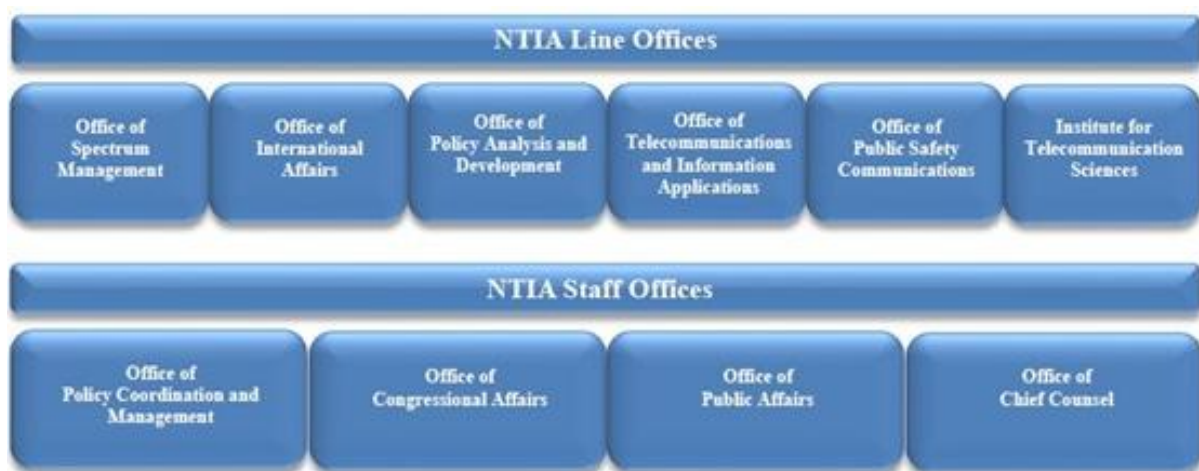 NTIA Line Offices
Office of
Spectrum
Management
Office of
International
Affairs
Office of
Policy Analysis and
Development
Office of
Telecommunications
and Information
Applications
Office of
Public Safety
Communications
Institute for
Telecommunication
Sciences
NTIA Staff Offices
Office of
Policy Coordination and
Management
Office of
Congressional Affairs
Office of
Public Affairs
Office of
Chief Counsel